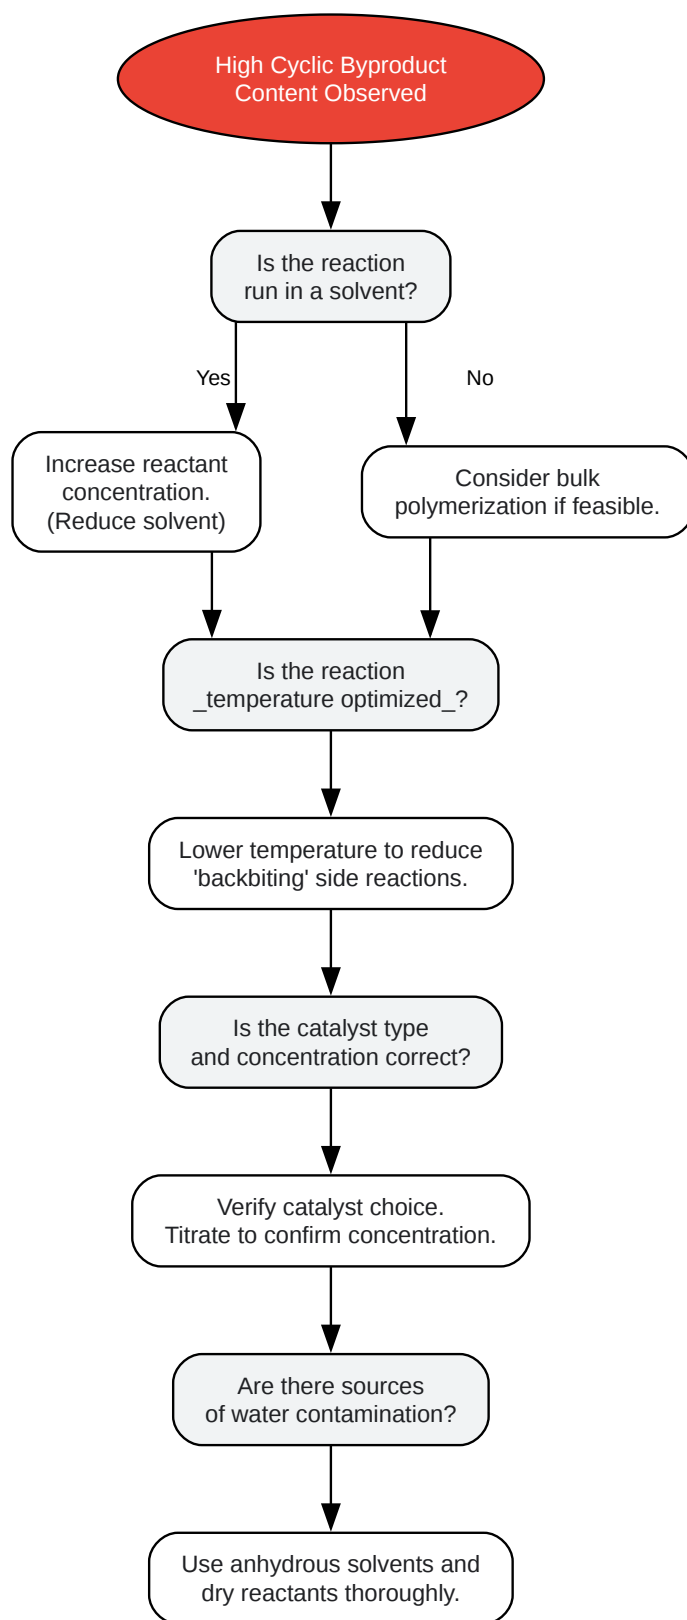 High Cyclic Byproduct
Content Observed
Is the reaction
run in a solvent?
Yes
No
Increase reactant
concentration.
(Reduce solvent)
Consider bulk
polymerization if feasible.
Is the reaction
_temperature optimized_?
Lower temperature to reduce
'backbiting' side reactions.
Is the catalyst type
and concentration correct?
Verify catalyst choice.
Titrate to confirm concentration.
Are there sources
of water contamination?
Use anhydrous solvents and
dry reactants thoroughly.